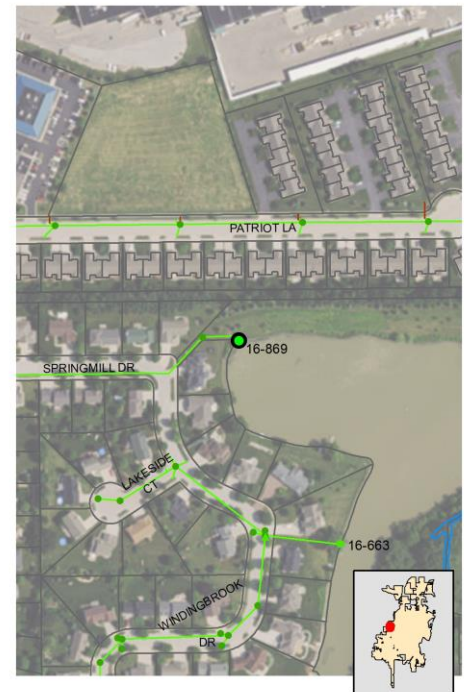 PATRIOT LA
16-869
SPRINGMILL DR
LAKESIDE
CT
16-663
WINDINGBROOK
DR